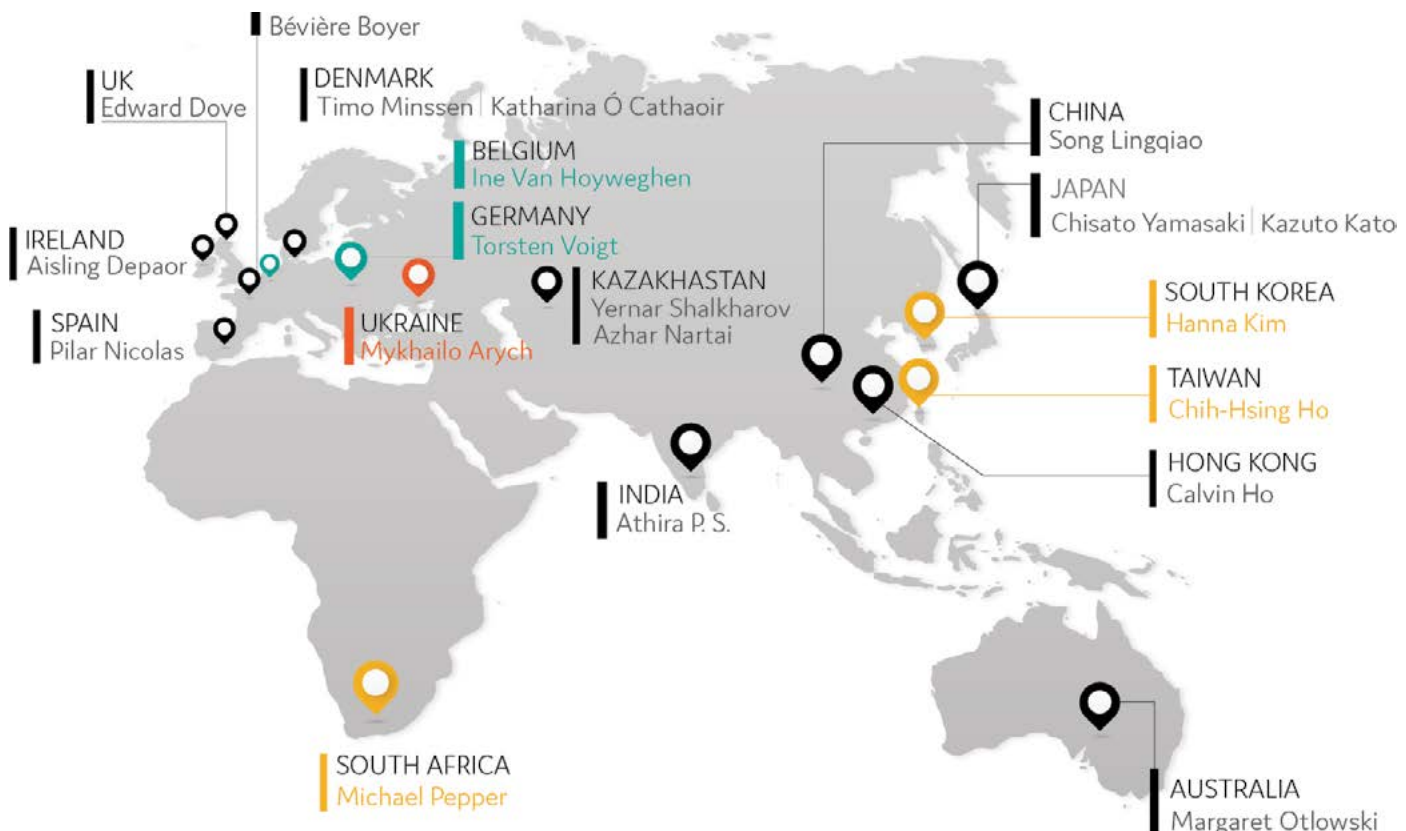 Bévière Boyer
UK
Edward Dove
DENMARK
Timo Minssen | Katharina Ó Cathaoir
BELGIUM
Ine Van Hoyweghen
GERMANY
Torsten Voigt
IRELAND
Aisling Depaor
SPAIN
Pilar Nicolas
UKRAINE
Mykhailo Arych
KAZAKHASTAN
Yernar Shalkharov
Azhar Nartai
CHINA
Song Lingqiao
JAPAN
Chisato Yamasaki | Kazuto Kato
SOUTH KOREA
Hanna Kim
TAIWAN
Chih-Hsing Ho
HONG KONG
Calvin Ho
INDIA
Athira P. S.
SOUTH AFRICA
Michael Pepper
AUSTRALIA
Margaret Otlowski